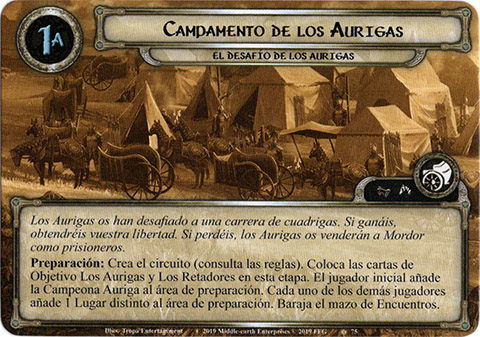 1A
Campamento de los Aurigas
El desafío de los Aurigas
Los Aurigas os han desafiado a una carrera de cuadrigas. Si ganáis,
obtendréis vuestra libertad. Si perdéis, los Aurigas os venderán a Mordor
como prisioneros.
Preparación: Crea el circuito (consulta las reglas). Coloca las cartas de
Objetivo Los Aurigas y Los Retadores en esta etapa. El jugador inicial añade
la Campeona Auriga al área de preparación. Cada uno de los demás jugadores
añade 1 Lugar distinto al área de preparación. Baraja el mazo de Encuentros.
Ilus. Tropa Entertainment © 2019 Middle-earth Enterprises © 2019 FFG 75